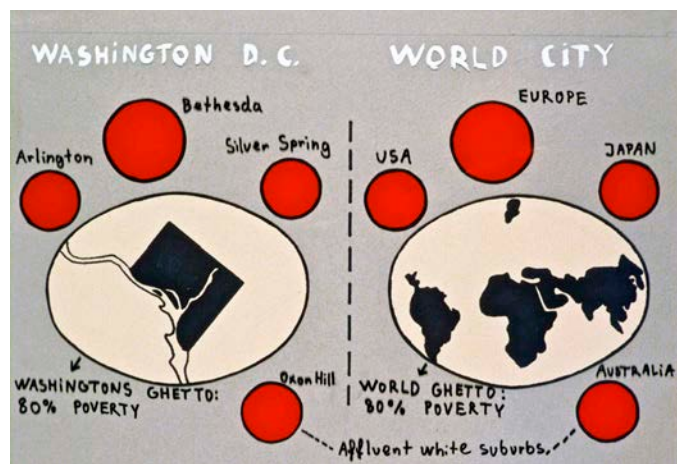 WASHINGTON D.C.
Bethesda
Arlington
Silver Spring
WASHINGTONS GHETTO:
80% POVERTY
Oxon Hill
WORLD CITY
EUROPE
USA
JAPAN
WORLD GHETTO:
80% POVERTY
AUSTRALIA
Affluent white suburbs.